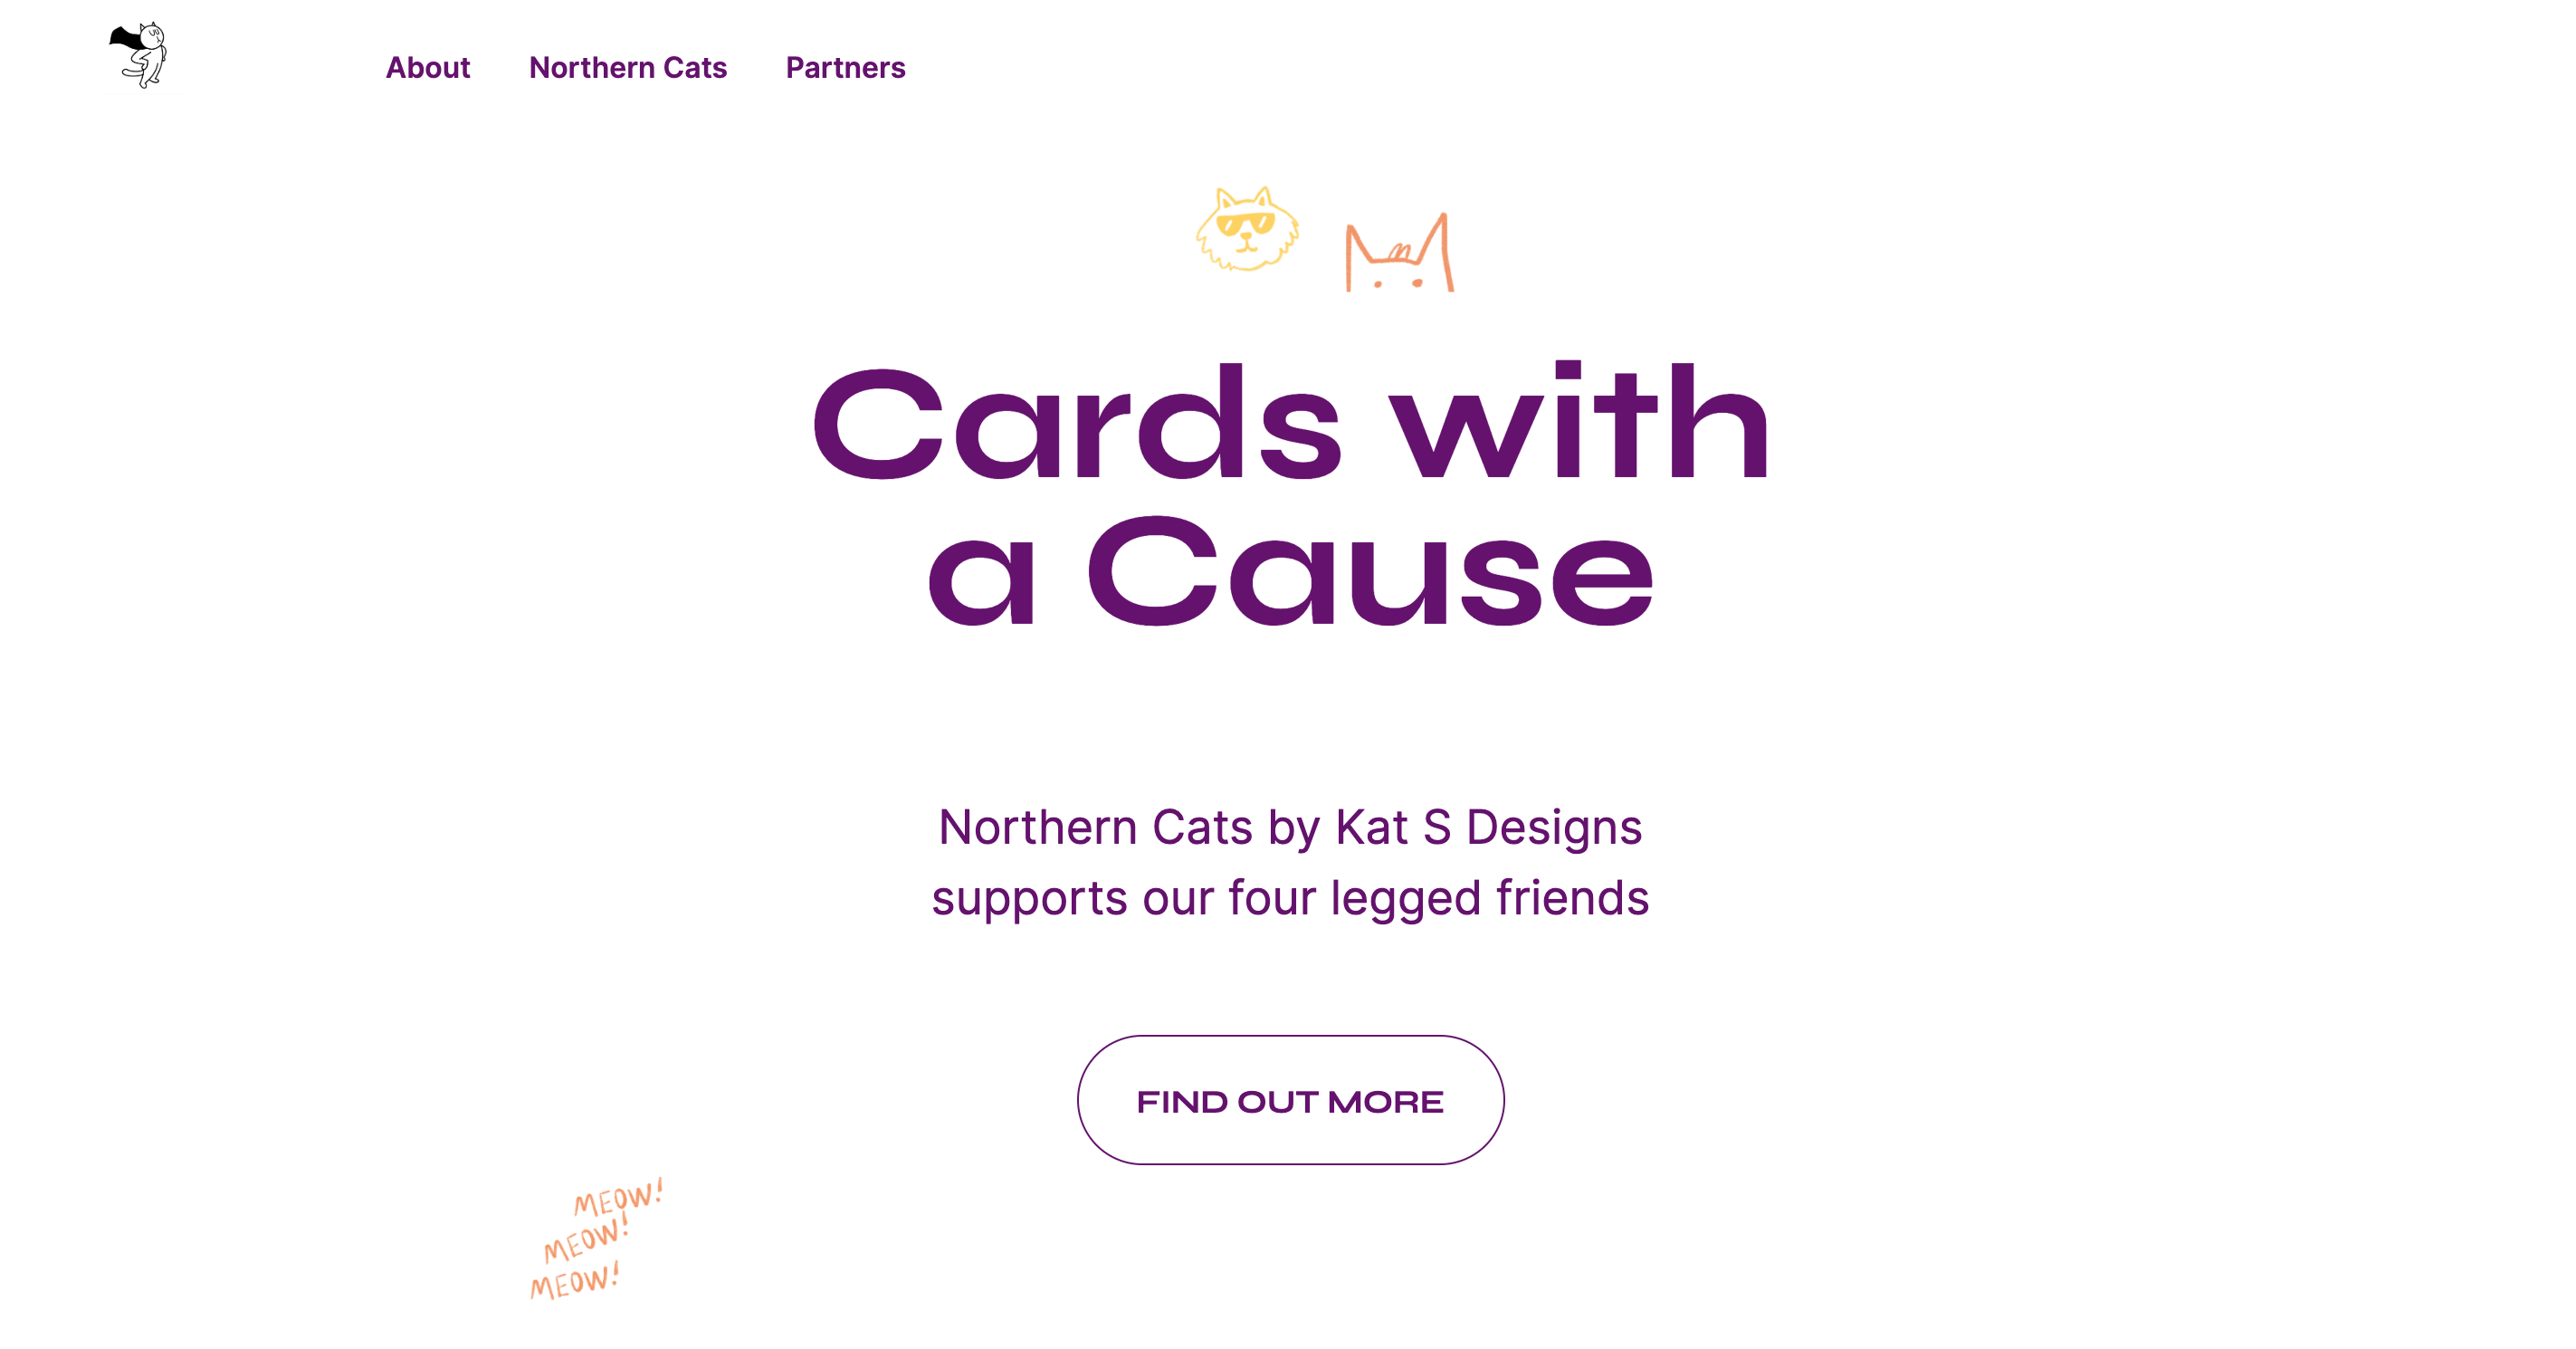 About Northern Cats Partners
Cards with
a Cause
Northern Cats by Kat S Designs
supports our four legged friends
FIND OUT MORE
MEOW!
MEOW!
MEOW!